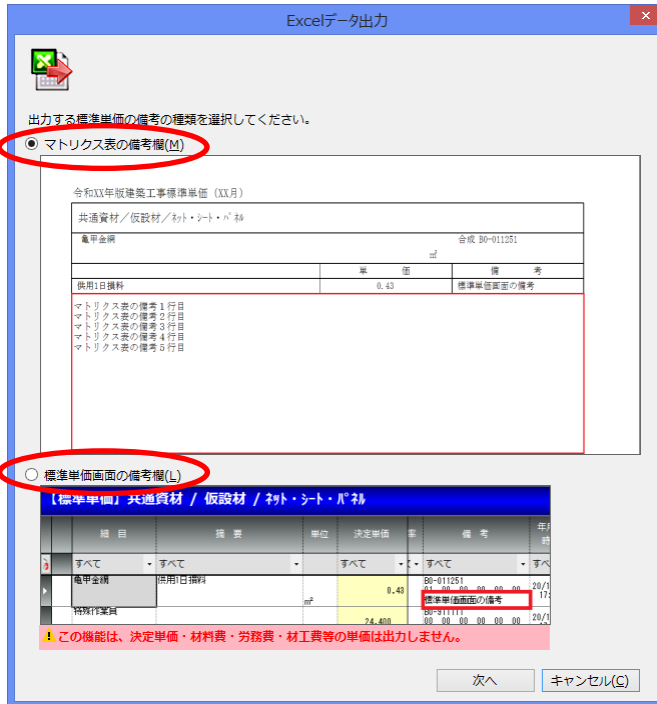 Excelデータ出力
出力する標準単価の備考の種類を選択してください。
マトリクス表の備考欄(M)
令和XX年版建築工事標準単価（XX月）
共通資材／仮設材／ﾈｯﾄ・ｼｰﾄ・ﾊﾟﾈﾙ
亀甲金網 合成 B0-011251
㎡
単 価 備 考
供用1日損料 0.43 標準単価画面の備考
マトリクス表の備考１行目
マトリクス表の備考２行目
マトリクス表の備考３行目
マトリクス表の備考４行目
マトリクス表の備考５行目
標準単価画面の備考欄(L)
【標準単価】共通資材 / 仮設材 / ﾈｯﾄ・ｼｰﾄ・ﾊﾟﾈﾙ
細 目 摘 要 単位 決定単価 率 備 考
すべて すべて すべて すべて
亀甲金網 供用1日損料 ㎡ 0.43 B0-011251
標準単価画面の備考
特殊作業員 24,400 B0-911111
00 00 00 00 00 00
この機能は、決定単価・材料費・労務費・材工費等の単価は出力しません。
次へ キャンセル(C)